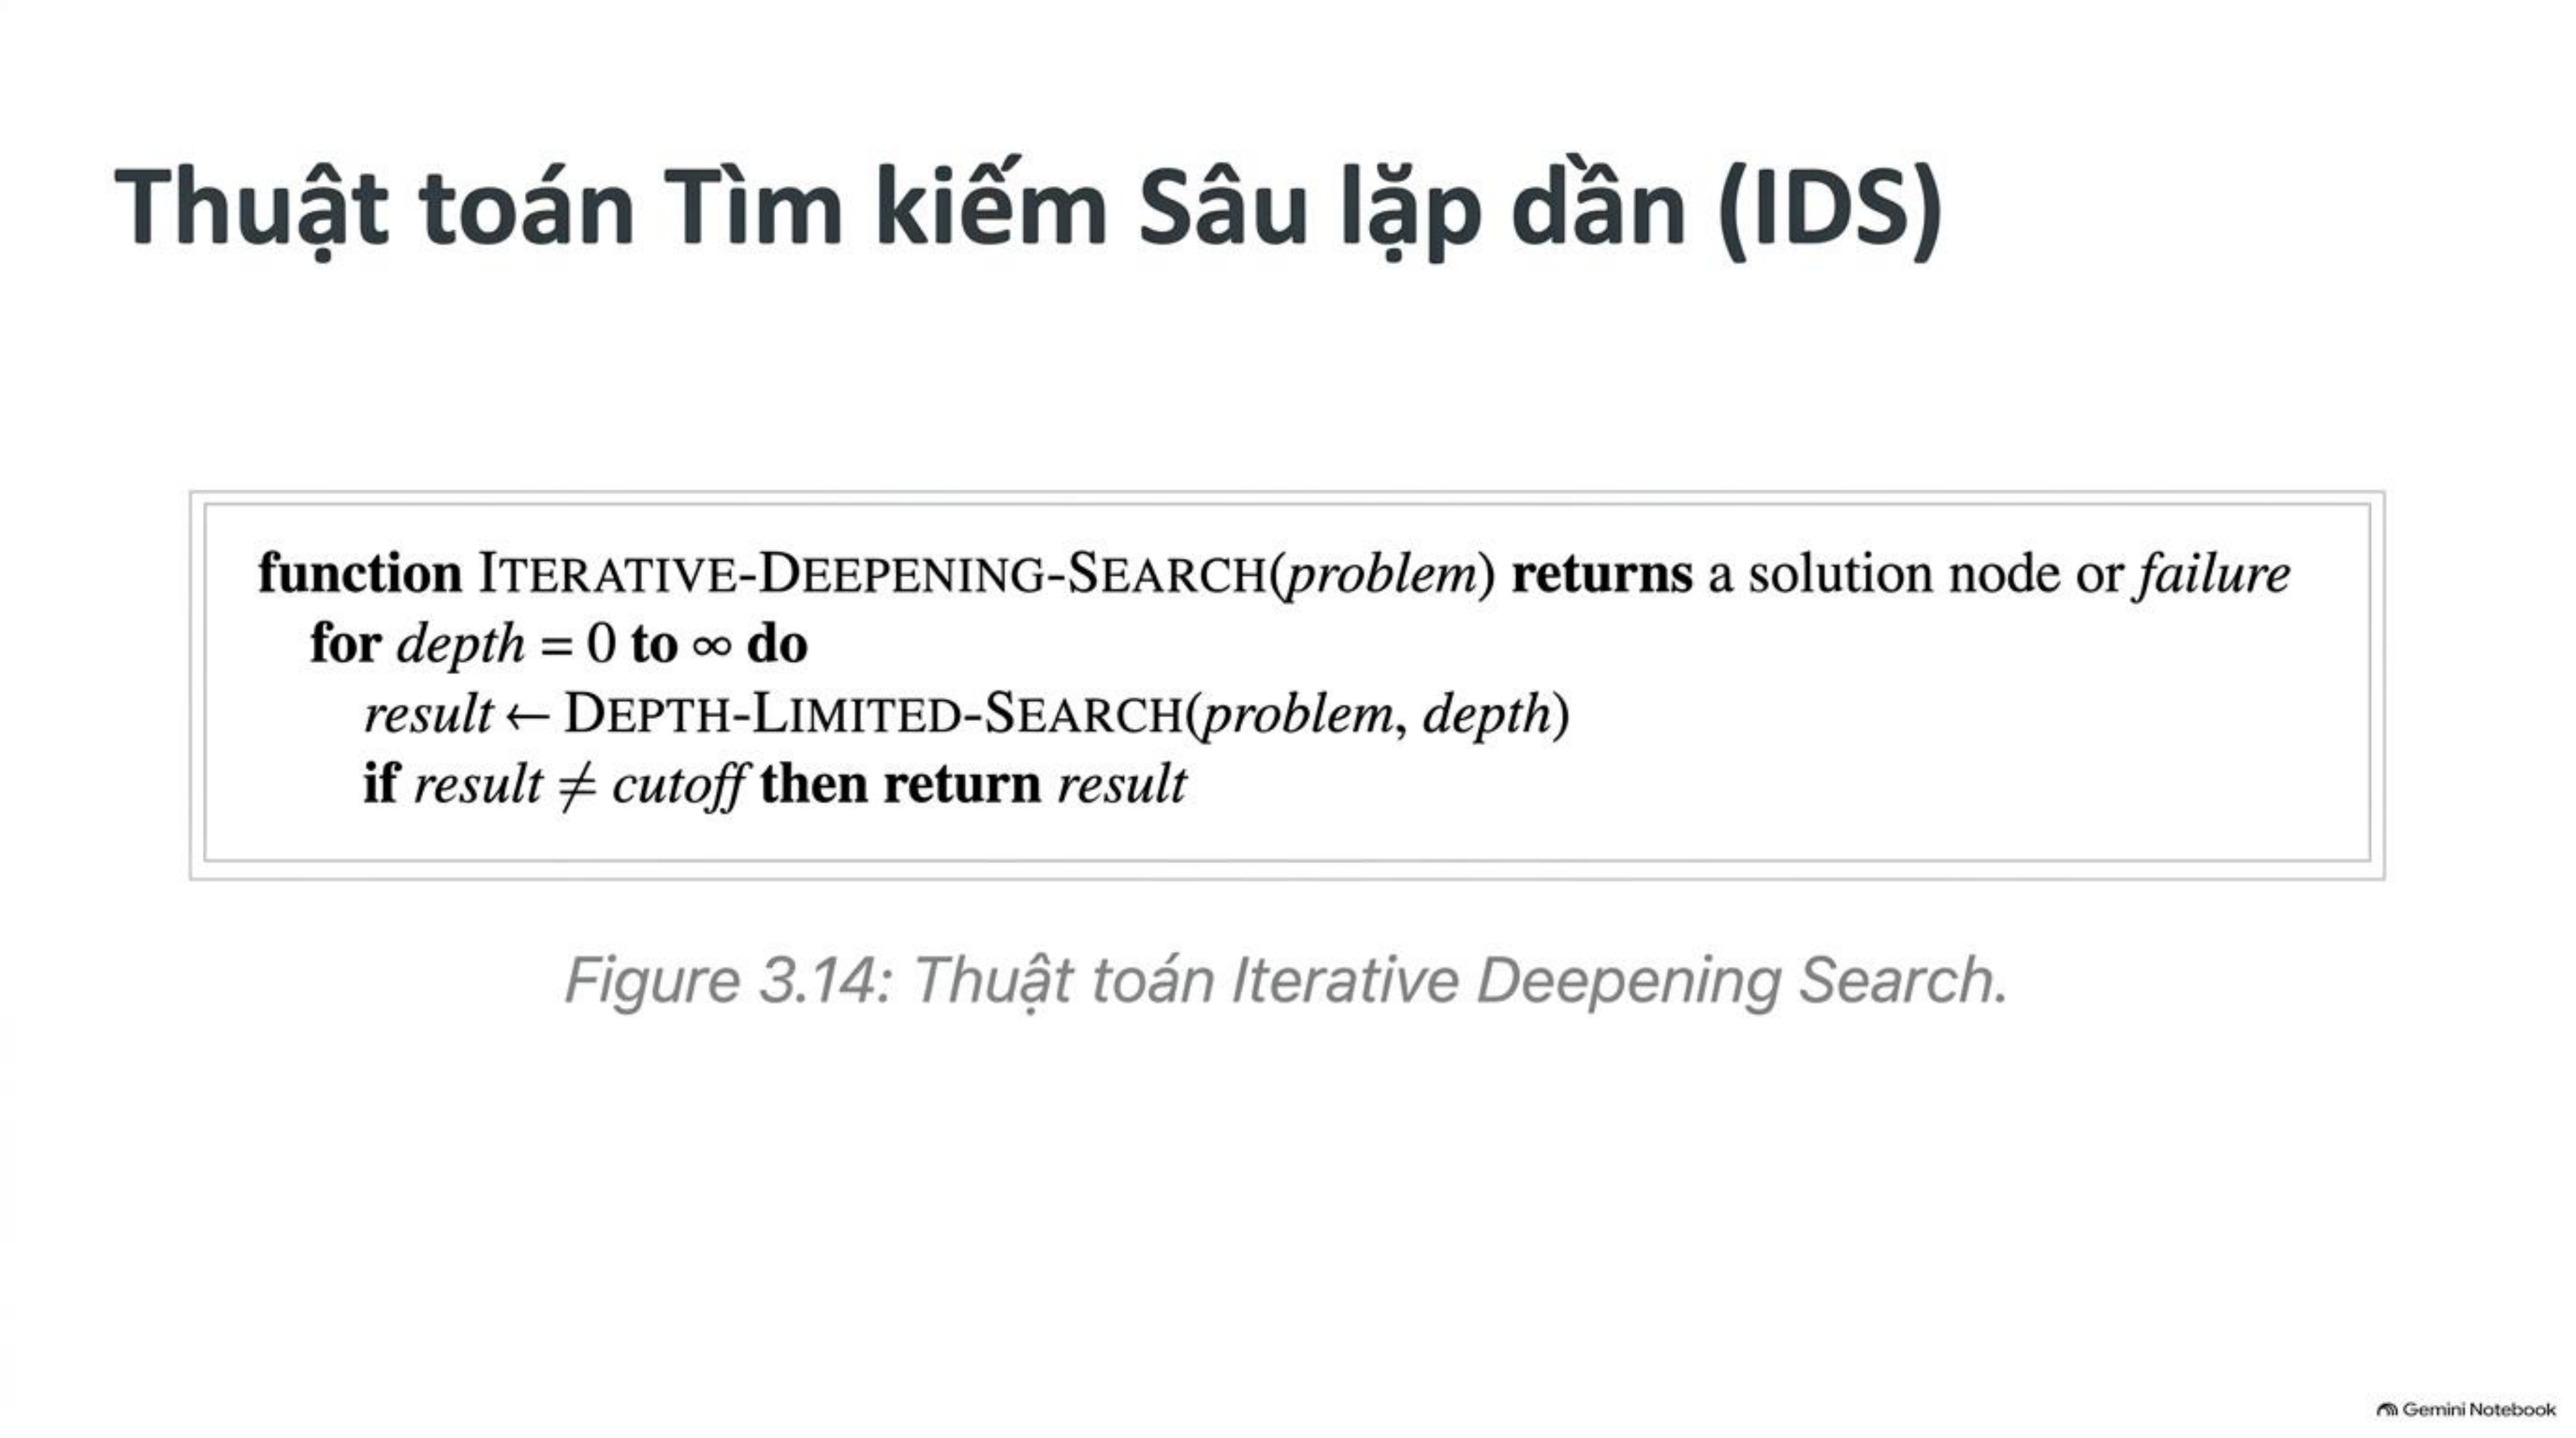 Thuật toán Tìm kiếm Sâu lặp dần (IDS)
function ITERATIVE-DEEPENING-SEARCH(problem) returns a solution node or failure
for depth = 0 to ∞ do
result ← DEPTH-LIMITED-SEARCH(problem, depth)
if result ≠ cutoff then return result
Figure 3.14: Thuật toán Iterative Deepening Search.
Gemini Notebook